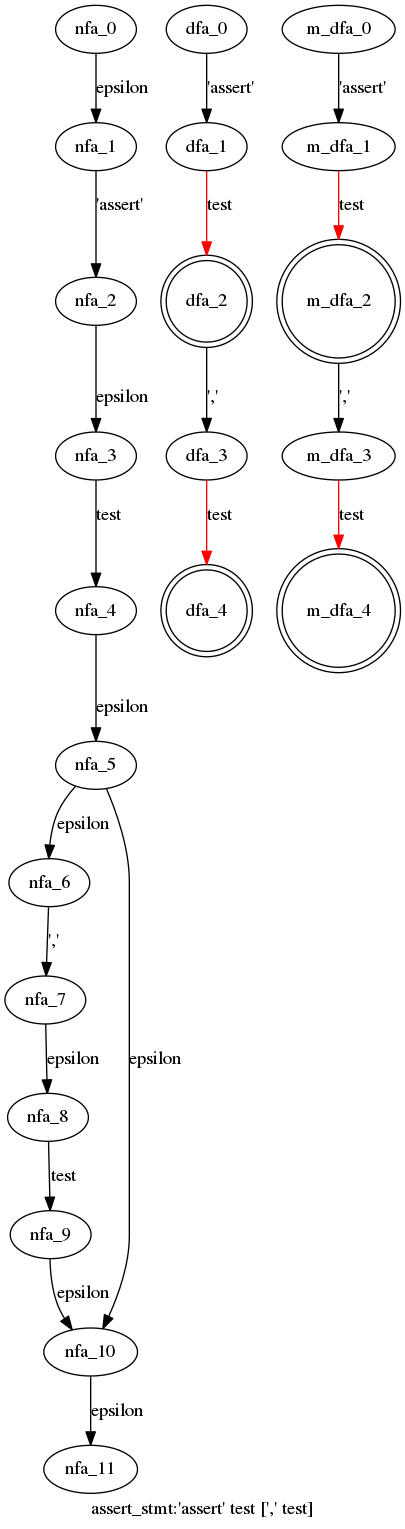 nfa_0 dfa_0 m_dfa_0
epsilon 'assert' 'assert'
nfa_1 dfa_1 m_dfa_1
'assert' test test
nfa_2 dfa_2 m_dfa_2
epsilon ',' ','
nfa_3 dfa_3 m_dfa_3
test test test
nfa_4 dfa_4 m_dfa_4
epsilon
nfa_5
epsilon
nfa_6
','
nfa_7
epsilon epsilon
nfa_8
test
nfa_9
epsilon
nfa_10
epsilon
nfa_11
assert_stmt:'assert' test [',' test]